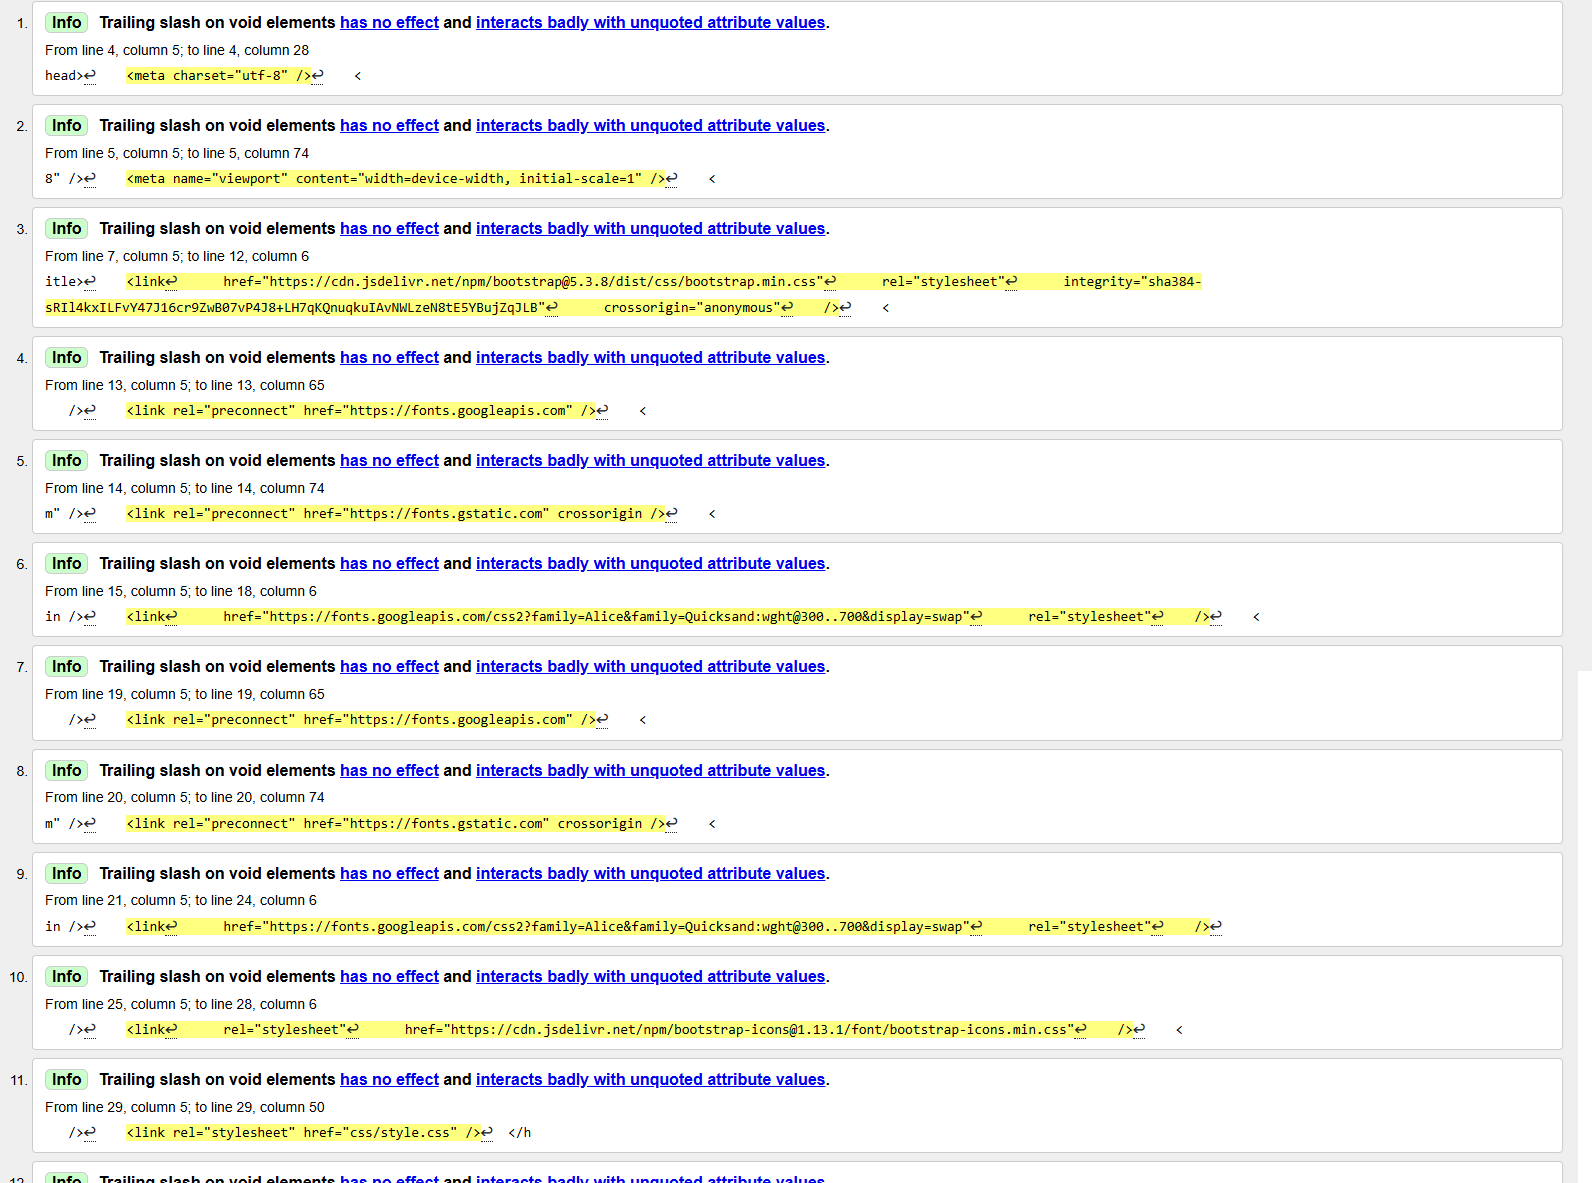 1. Info Trailing slash on void elements has no effect and interacts badly with unquoted attribute values.
From line 4, column 5; to line 4, column 28
head>↩    <meta charset="utf-8" />↩    <
2. Info Trailing slash on void elements has no effect and interacts badly with unquoted attribute values.
From line 5, column 5; to line 5, column 74
8" />↩    <meta name="viewport" content="width=device-width, initial-scale=1" />↩    <
3. Info Trailing slash on void elements has no effect and interacts badly with unquoted attribute values.
From line 7, column 5; to line 12, column 6
itle>↩    <link↩      href="https://cdn.jsdelivr.net/npm/bootstrap@5.3.8/dist/css/bootstrap.min.css"↩      rel="stylesheet"↩      integrity="sha384-
sRIl4kxILFvY47J16cr9ZwB07vP4J8+LH7qKQnuqkuIAvNWLzeN8tE5YBujZqJLB"↩      crossorigin="anonymous"↩    />↩    <
4. Info Trailing slash on void elements has no effect and interacts badly with unquoted attribute values.
From line 13, column 5; to line 13, column 65
   />↩    <link rel="preconnect" href="https://fonts.googleapis.com" />↩    <
5. Info Trailing slash on void elements has no effect and interacts badly with unquoted attribute values.
From line 14, column 5; to line 14, column 74
m" />↩    <link rel="preconnect" href="https://fonts.gstatic.com" crossorigin />↩    <
6. Info Trailing slash on void elements has no effect and interacts badly with unquoted attribute values.
From line 15, column 5; to line 18, column 6
in />↩    <link↩      href="https://fonts.googleapis.com/css2?family=Alice&family=Quicksand:wght@300..700&display=swap"↩      rel="stylesheet"↩    />↩    <
7. Info Trailing slash on void elements has no effect and interacts badly with unquoted attribute values.
From line 19, column 5; to line 19, column 65
   />↩    <link rel="preconnect" href="https://fonts.googleapis.com" />↩    <
8. Info Trailing slash on void elements has no effect and interacts badly with unquoted attribute values.
From line 20, column 5; to line 20, column 74
m" />↩    <link rel="preconnect" href="https://fonts.gstatic.com" crossorigin />↩    <
9. Info Trailing slash on void elements has no effect and interacts badly with unquoted attribute values.
From line 21, column 5; to line 24, column 6
in />↩    <link↩      href="https://fonts.googleapis.com/css2?family=Alice&family=Quicksand:wght@300..700&display=swap"↩      rel="stylesheet"↩    />↩
10. Info Trailing slash on void elements has no effect and interacts badly with unquoted attribute values.
From line 25, column 5; to line 28, column 6
   />↩    <link↩      rel="stylesheet"↩      href="https://cdn.jsdelivr.net/npm/bootstrap-icons@1.13.1/font/bootstrap-icons.min.css"↩    />↩    <
11. Info Trailing slash on void elements has no effect and interacts badly with unquoted attribute values.
From line 29, column 5; to line 29, column 50
   />↩    <link rel="stylesheet" href="css/style.css" />↩  </h
12. Info Trailing slash on void elements has no effect and interacts badly with unquoted attribute values.